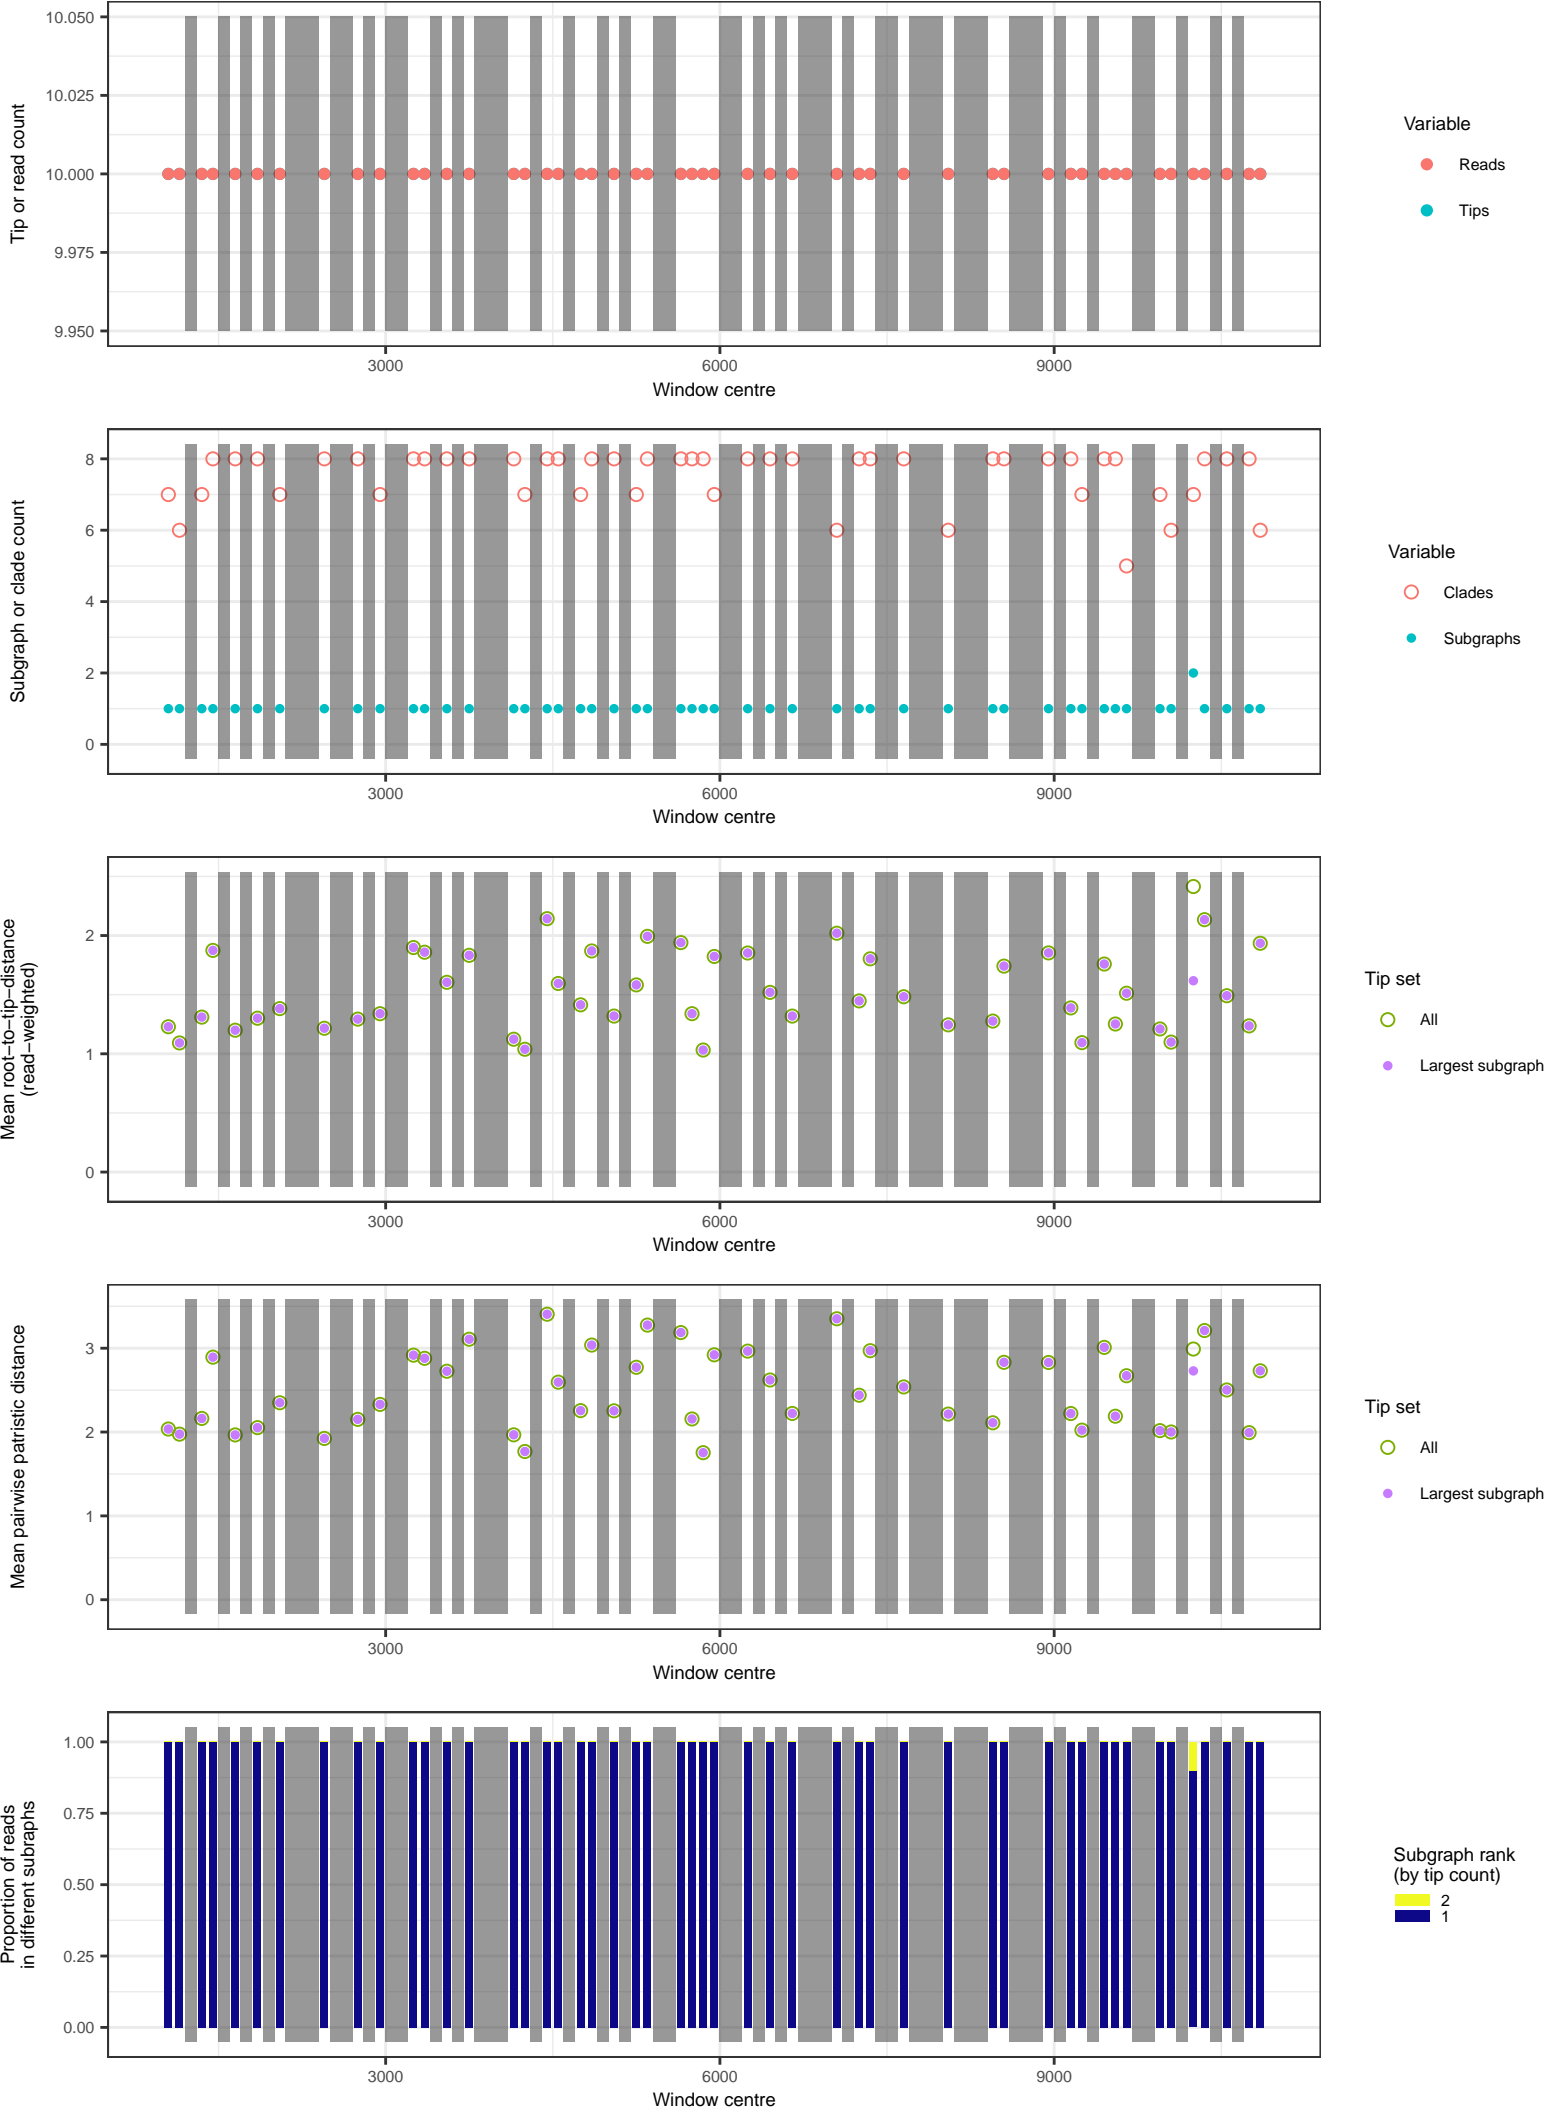 10.050
10.025
10.000
9.975
9.950
Tip or read count
3000
6000
9000
Window centre
Variable
Reads
Tips
8
6
4
2
0
Subgraph or clade count
3000
6000
9000
Window centre
Variable
Clades
Subgraphs
2
1
0
Mean root−to−tip−distance
(read−weighted)
3000
6000
9000
Window centre
Tip set
All
Largest subgraph
3
2
1
0
Mean pairwise patristic distance
3000
6000
9000
Window centre
Tip set
All
Largest subgraph
1.00
0.75
0.50
0.25
0.00
Proportion of reads
in different subraphs
3000
6000
9000
Window centre
Subgraph rank
(by tip count)
2
1